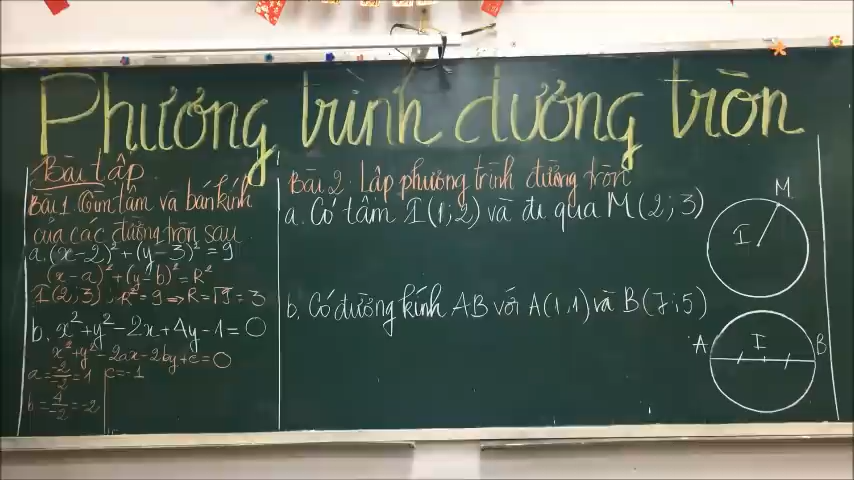 Phương trình đường tròn
Bài tập
Bài 1. Tìm tâm và bán kính
của các đường tròn sau
a. (x-2)² + (y-3)² = 9
(x-a)² + (y-b)² = R²
I(2;3); R² = 9 ⇒ R = √9 = 3
b. x² + y² - 2x + 4y - 1 = 0
x² + y² - 2ax - 2by + c = 0
a = -2/-2 = 1 c = -1
b = 4/-2 = -2
Bài 2. Lập phương trình đường tròn
a. Có tâm I(1;2) và đi qua M(2;3)
M
I
b. Có đường kính AB với A(1,1) và B(7;5)
A I B